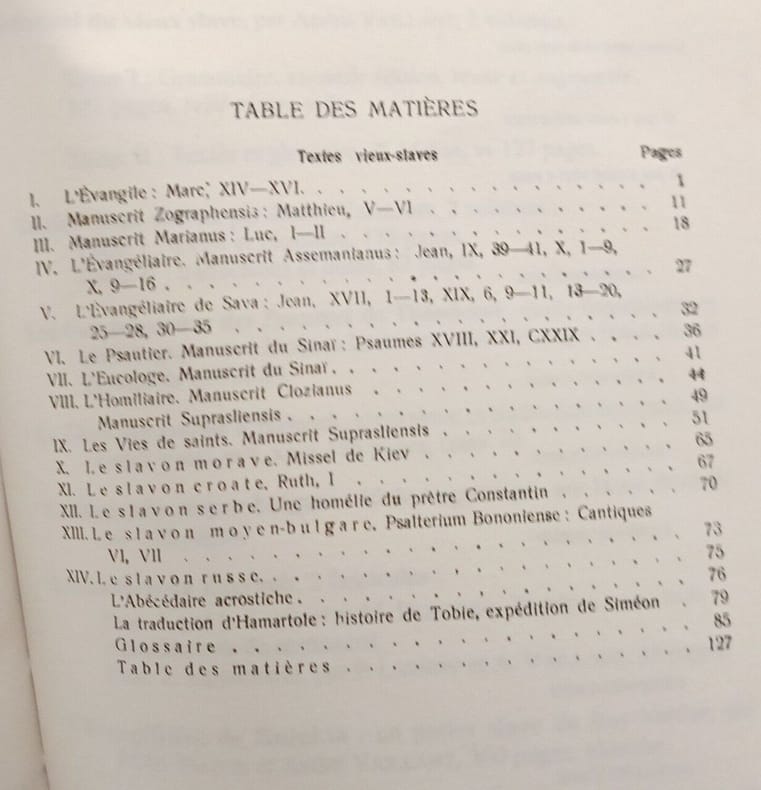 TABLE DES MATIÈRES
Textes vieux-slaves Pages
I. L'Évangile : Marc, XIV—XVI. . . . . . . . . . . . . . . . . 1
II. Manuscrit Zographensis : Matthieu, V—VI . . . . . . . . . . 11
III. Manuscrit Marianus : Luc, I—II . . . . . . . . . . . . . . 18
IV. L'Évangéliaire. Manuscrit Assemanianus : Jean, IX, 39—41, X, 1—9,
X, 9—16 . . . . . . . . . . . . . . . . . . . . . . . . 27
V. L'Évangéliaire de Sava : Jean, XVII, 1—13, XIX, 6, 9—11, 13—20,
25—28, 30—35 . . . . . . . . . . . . . . . . . . . . . 32
VI. Le Psautier. Manuscrit du Sinaï : Psaumes XVIII, XXI, CXXIX . . . . 36
VII. L'Eucologe. Manuscrit du Sinaï . . . . . . . . . . . . . . 41
VIII. L'Homiliaire. Manuscrit Clozianus . . . . . . . . . . . . . 44
Manuscrit Suprasliensis . . . . . . . . . . . . . . . . . 49
IX. Les Vies de saints. Manuscrit Suprasliensis . . . . . . . . . 51
X. Le slavon morave. Missel de Kiev . . . . . . . . . . . . 65
XI. Le slavon croate. Ruth, I . . . . . . . . . . . . . . . 67
XII. Le slavon serbe. Une homélie du prêtre Constantin . . . . . . 70
XIII. Le slavon moyen-bulgare. Psalterium Bononiense : Cantiques
VI, VII . . . . . . . . . . . . . . . . . . . . . . . 73
XIV. Le slavon russe. . . . . . . . . . . . . . . . . . . . . 75
L'Abécédaire acrostiche . . . . . . . . . . . . . . . . . 76
La traduction d'Hamartole : histoire de Tobie, expédition de Siméon . 79
Glossaire . . . . . . . . . . . . . . . . . . . . . . 85
Table des matières . . . . . . . . . . . . . . . . . . 127